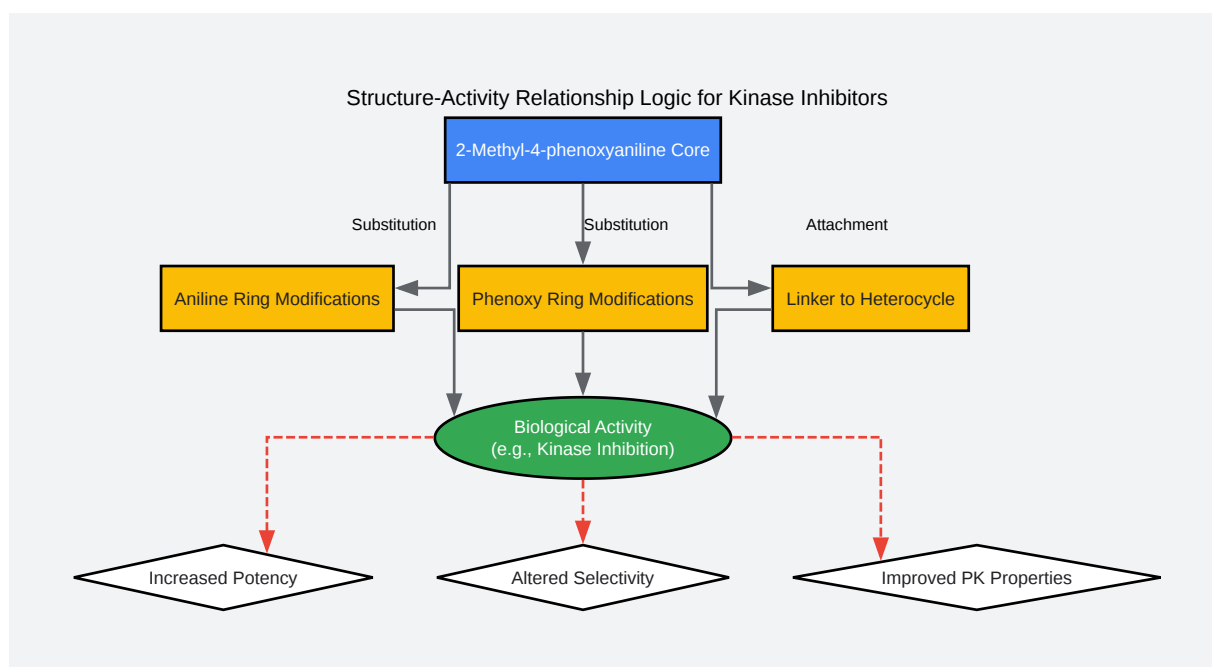 Structure-Activity Relationship Logic for Kinase Inhibitors
2-Methyl-4-phenoxyaniline Core
Substitution
Substitution
Attachment
Aniline Ring Modifications
Phenoxy Ring Modifications
Linker to Heterocycle
Biological Activity
(e.g., Kinase Inhibition)
Increased Potency
Altered Selectivity
Improved PK Properties